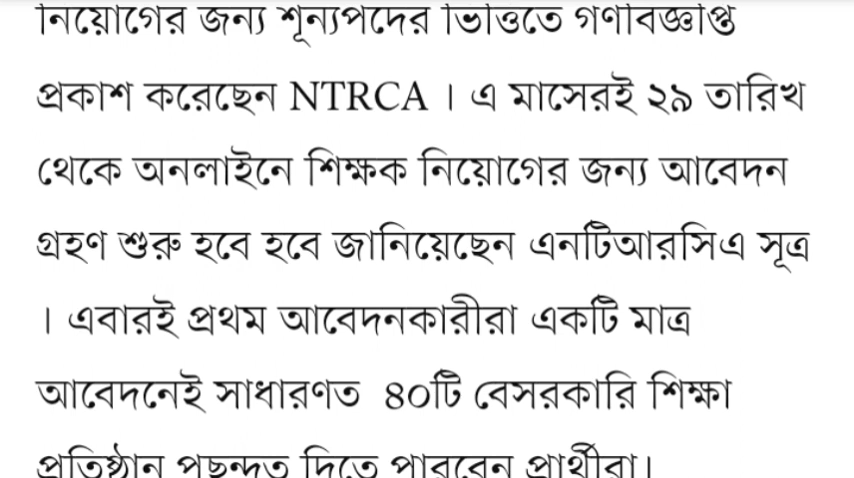 নিয়োগের জন্য শূন্যপদের ভিত্তিতে গণবিজ্ঞপ্তি
প্রকাশ করেছেন NTRCA । এ মাসেরই ২৯ তারিখ
থেকে অনলাইনে শিক্ষক নিয়োগের জন্য আবেদন
গ্রহণ শুরু হবে হবে জানিয়েছেন এনটিআরসিএ সূত্র
। এবারই প্রথম আবেদনকারীরা একটি মাত্র
আবেদনেই সাধারণত ৪০টি বেসরকারি শিক্ষা
প্রতিষ্ঠান পছন্দত দিতে পারবেন প্রার্থীরা।